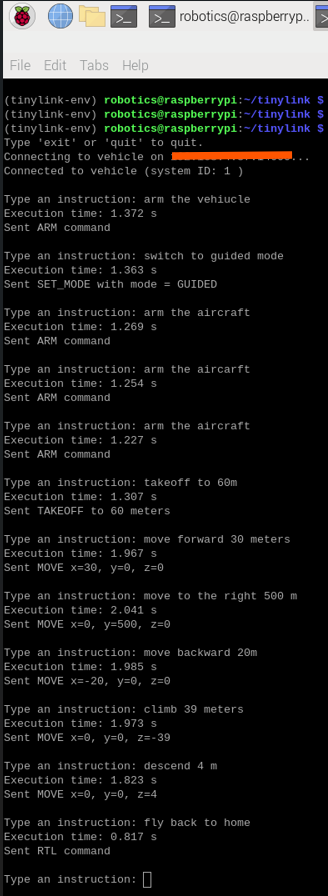 robotics@raspberryp..
File Edit Tabs Help
(tinylink-env) robotics@raspberrypi:~/tinylink $
(tinylink-env) robotics@raspberrypi:~/tinylink $
(tinylink-env) robotics@raspberrypi:~/tinylink $
Type 'exit' or 'quit' to quit.
Connecting to vehicle on ...
Connected to vehicle (system ID: 1 )
Type an instruction: arm the vehiucle
Execution time: 1.372 s
Sent ARM command
Type an instruction: switch to guided mode
Execution time: 1.363 s
Sent SET_MODE with mode = GUIDED
Type an instruction: arm the aircraft
Execution time: 1.269 s
Sent ARM command
Type an instruction: arm the aircarft
Execution time: 1.254 s
Sent ARM command
Type an instruction: arm the aircraft
Execution time: 1.227 s
Sent ARM command
Type an instruction: takeoff to 60m
Execution time: 1.307 s
Sent TAKEOFF to 60 meters
Type an instruction: move forward 30 meters
Execution time: 1.967 s
Sent MOVE x=30, y=0, z=0
Type an instruction: move to the right 500 m
Execution time: 2.041 s
Sent MOVE x=0, y=500, z=0
Type an instruction: move backward 20m
Execution time: 1.985 s
Sent MOVE x=-20, y=0, z=0
Type an instruction: climb 39 meters
Execution time: 1.973 s
Sent MOVE x=0, y=0, z=-39
Type an instruction: descend 4 m
Execution time: 1.823 s
Sent MOVE x=0, y=0, z=4
Type an instruction: fly back to home
Execution time: 0.817 s
Sent RTL command
Type an instruction: